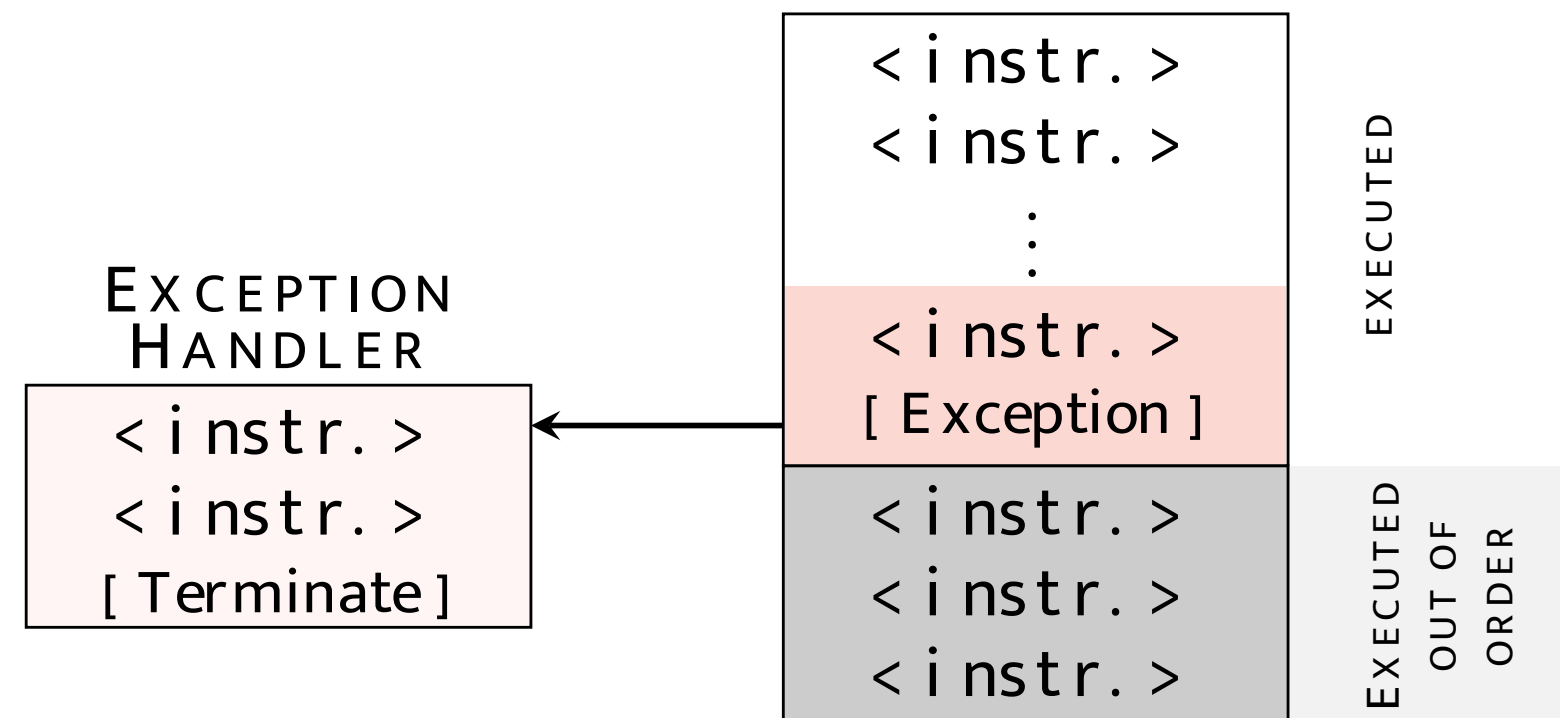 EXCEPTION
HANDLER
<instr.>
<instr.>
[Terminate]
<instr.>
<instr.>
⋮
<instr.>
[Exception]
<instr.>
<instr.>
<instr.>
EXECUTED
EXECUTED
OUT OF
ORDER